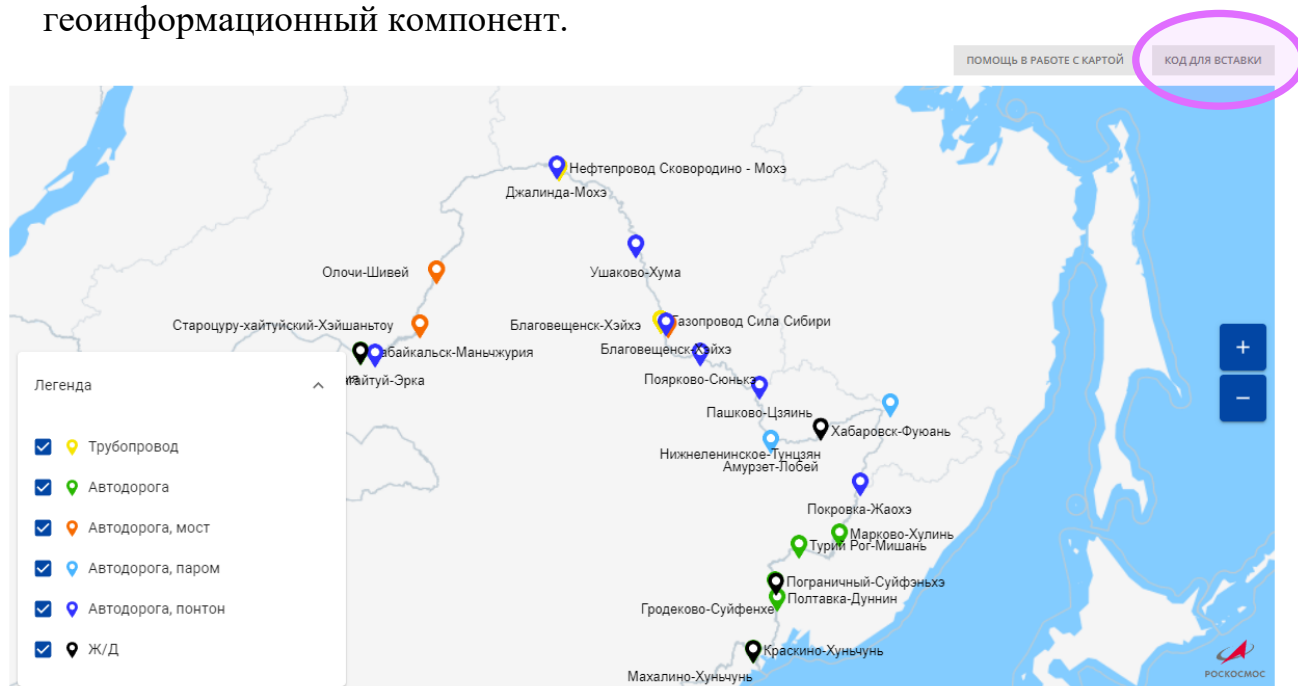 геоинформационный компонент.
ПОМОЩЬ В РАБОТЕ С КАРТОЙ
КОД ДЛЯ ВСТАВКИ
Нефтепровод Сковородино - Мохэ
Джалинда-Мохэ
Олочи-Шивей
Ушаково-Хума
Староцуру-хайтуйский-Хэйшаньтоу
Благовещенск-Хэйхэ
Газопровод Сила Сибири
Благовещенск-Хэйхэ
Забайкальск-Маньчжурия
Поярково-Сюнькэ
Пашково-Цзяинь
Хабаровск-Фуюань
Нижнеленинское-Тунцзян
Амурзет-Лобей
Покровка-Жаохэ
Марково-Хулинь
Турий Рог-Мишань
Пограничный-Суйфэньхэ
Полтавка-Дуннин
Гродеково-Суйфенхе
Краскино-Хуньчунь
Махалино-Хуньчунь
+
−
Легенда
Трубопровод
Автодорога
Автодорога, мост
Автодорога, паром
Автодорога, понтон
Ж/Д
РОСКОСМОС